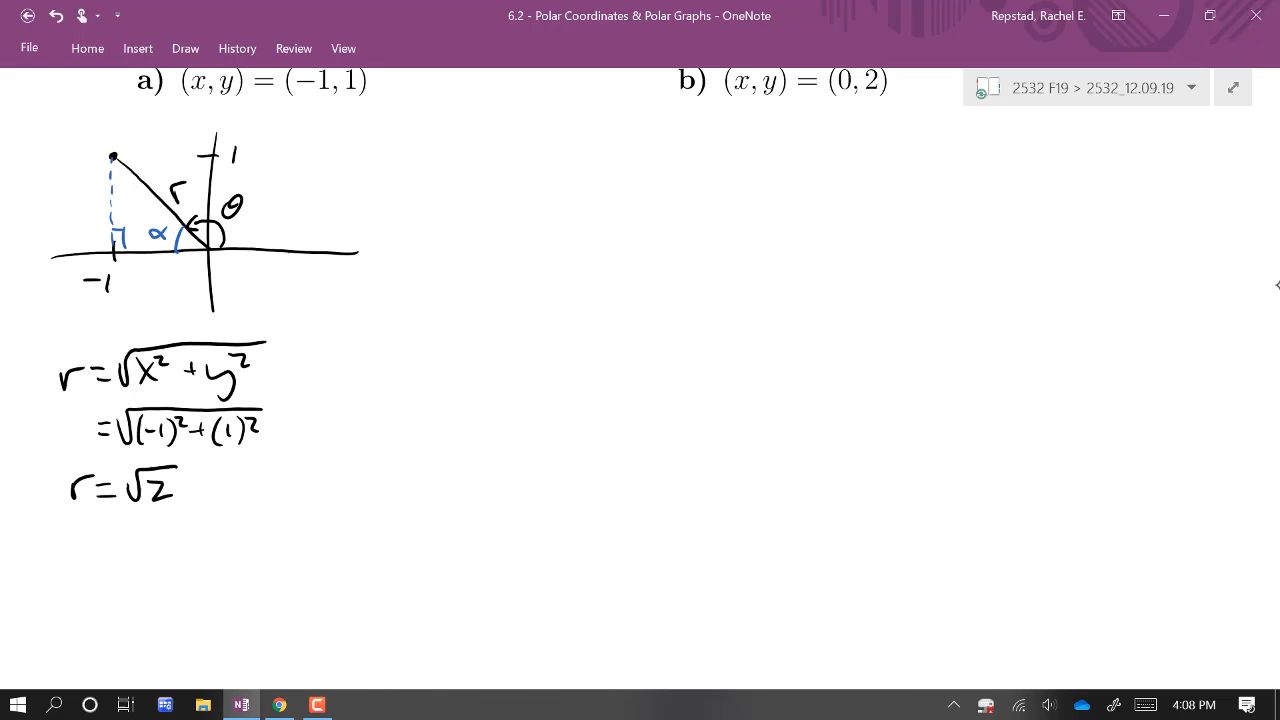 6.2 - Polar Coordinates & Polar Graphs - OneNote
Repstad, Rachel E.
File Home Insert Draw History Review View
a) (x, y) = (−1, 1)
b) (x, y) = (0, 2)
2532 F19 > 2532_12.09.19
1
r
θ
α
−1
r = √x² + y²
= √(-1)² + (1)²
r = √2
4:08 PM